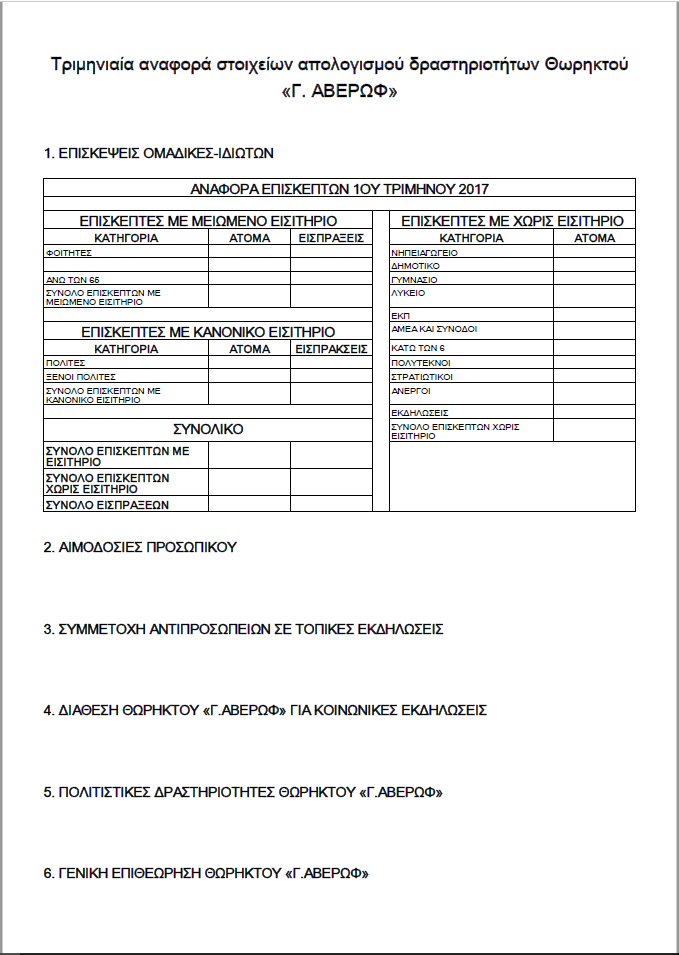 Τριμηνιαία αναφορά στοιχείων απολογισμού δραστηριοτήτων Θωρηκτού
«Γ. ΑΒΕΡΩΦ»
1. ΕΠΙΣΚΕΨΕΙΣ ΟΜΑΔΙΚΕΣ-ΙΔΙΩΤΩΝ
ΑΝΑΦΟΡΑ ΕΠΙΣΚΕΠΤΩΝ 1ΟΥ ΤΡΙΜΗΝΟΥ 2017
ΕΠΙΣΚΕΠΤΕΣ ΜΕ ΜΕΙΩΜΕΝΟ ΕΙΣΙΤΗΡΙΟ
ΚΑΤΗΓΟΡΙΑ ΑΤΟΜΑ ΕΙΣΠΡΑΞΕΙΣ
ΦΟΙΤΗΤΕΣ
ΑΝΩ ΤΩΝ 65
ΣΥΝΟΛΟ ΕΠΙΣΚΕΠΤΩΝ ΜΕ
ΜΕΙΩΜΕΝΟ ΕΙΣΙΤΗΡΙΟ
ΕΠΙΣΚΕΠΤΕΣ ΜΕ ΚΑΝΟΝΙΚΟ ΕΙΣΙΤΗΡΙΟ
ΚΑΤΗΓΟΡΙΑ ΑΤΟΜΑ ΕΙΣΠΡΑΚΣΕΙΣ
ΠΟΛΙΤΕΣ
ΞΕΝΟΙ ΠΟΛΙΤΕΣ
ΣΥΝΟΛΟ ΕΠΙΣΚΕΠΤΩΝ ΜΕ
ΚΑΝΟΝΙΚΟ ΕΙΣΙΤΗΡΙΟ
ΣΥΝΟΛΙΚΟ
ΣΥΝΟΛΟ ΕΠΙΣΚΕΠΤΩΝ ΜΕ
ΕΙΣΙΤΗΡΙΟ
ΣΥΝΟΛΟ ΕΠΙΣΚΕΠΤΩΝ
ΧΩΡΙΣ ΕΙΣΙΤΗΡΙΟ
ΣΥΝΟΛΟ ΕΙΣΠΡΑΞΕΩΝ
ΕΠΙΣΚΕΠΤΕΣ ΜΕ ΧΩΡΙΣ ΕΙΣΙΤΗΡΙΟ
ΚΑΤΗΓΟΡΙΑ ΑΤΟΜΑ
ΝΗΠΕΙΑΓΩΓΕΙΟ
ΔΗΜΟΤΙΚΟ
ΓΥΜΝΑΣΙΟ
ΛΥΚΕΙΟ
ΕΚΠ
ΑΜΕΑ ΚΑΙ ΣΥΝΟΔΟΙ
ΚΑΤΩ ΤΩΝ 6
ΠΟΛΥΤΕΚΝΟΙ
ΣΤΡΑΤΙΩΤΙΚΟΙ
ΑΝΕΡΓΟΙ
ΕΚΔΗΛΩΣΕΙΣ
ΣΥΝΟΛΟ ΕΠΙΣΚΕΠΤΩΝ ΧΩΡΙΣ
ΕΙΣΙΤΗΡΙΟ
2. ΑΙΜΟΔΟΣΙΕΣ ΠΡΟΣΩΠΙΚΟΥ
3. ΣΥΜΜΕΤΟΧΗ ΑΝΤΙΠΡΟΣΩΠΕΙΩΝ ΣΕ ΤΟΠΙΚΕΣ ΕΚΔΗΛΩΣΕΙΣ
4. ΔΙΑΘΕΣΗ ΘΩΡΗΚΤΟΥ «Γ.ΑΒΕΡΩΦ» ΓΙΑ ΚΟΙΝΩΝΙΚΕΣ ΕΚΔΗΛΩΣΕΙΣ
5. ΠΟΛΙΤΙΣΤΙΚΕΣ ΔΡΑΣΤΗΡΙΟΤΗΤΕΣ ΘΩΡΗΚΤΟΥ «Γ.ΑΒΕΡΩΦ»
6. ΓΕΝΙΚΗ ΕΠΙΘΕΩΡΗΣΗ ΘΩΡΗΚΤΟΥ «Γ.ΑΒΕΡΩΦ»